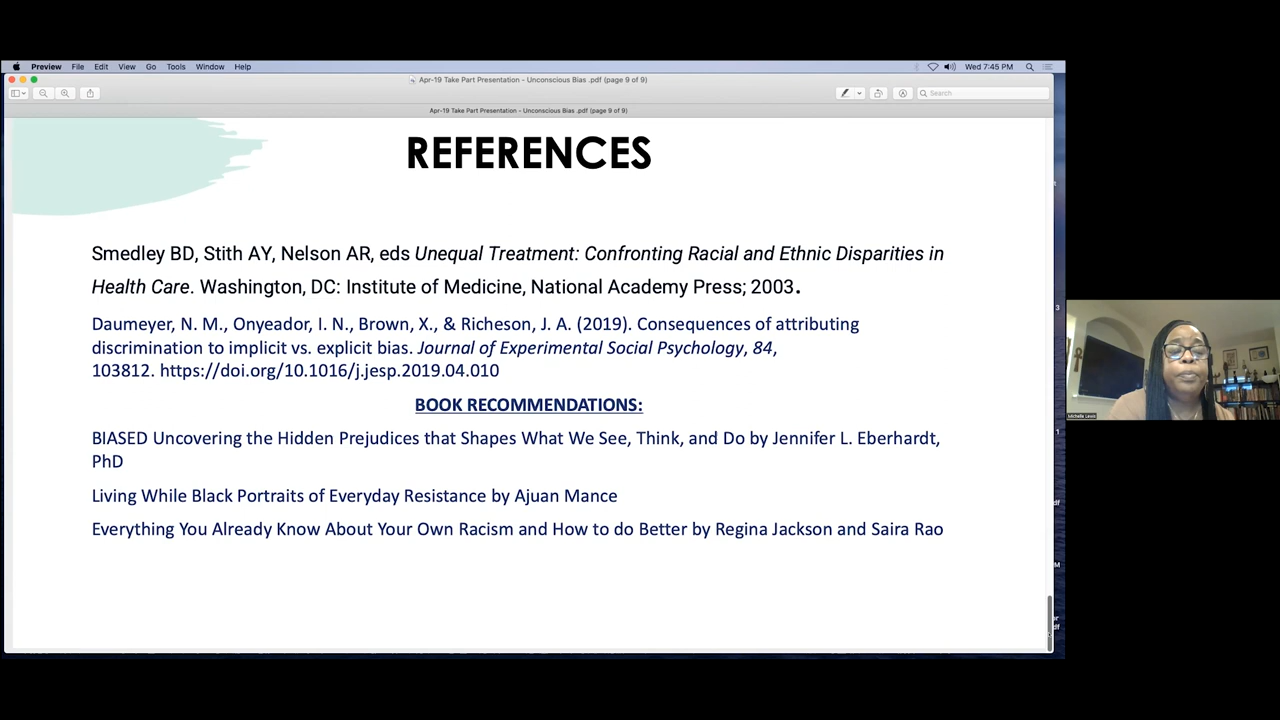 Preview File Edit View Go Tools Window Help Wed 7:45 PM
Apr-19 Take Part Presentation - Unconscious Bias .pdf (page 9 of 9)
Search
Apr-19 Take Part Presentation - Unconscious Bias .pdf (page 9 of 9)
REFERENCES
Smedley BD, Stith AY, Nelson AR, eds Unequal Treatment: Confronting Racial and Ethnic Disparities in
Health Care. Washington, DC: Institute of Medicine, National Academy Press; 2003.
Daumeyer, N. M., Onyeador, I. N., Brown, X., & Richeson, J. A. (2019). Consequences of attributing
discrimination to implicit vs. explicit bias. Journal of Experimental Social Psychology, 84,
103812. https://doi.org/10.1016/j.jesp.2019.04.010
BOOK RECOMMENDATIONS:
BIASED Uncovering the Hidden Prejudices that Shapes What We See, Think, and Do by Jennifer L. Eberhardt,
PhD
Living While Black Portraits of Everyday Resistance by Ajuan Mance
Everything You Already Know About Your Own Racism and How to do Better by Regina Jackson and Saira Rao
Michelle Lewis